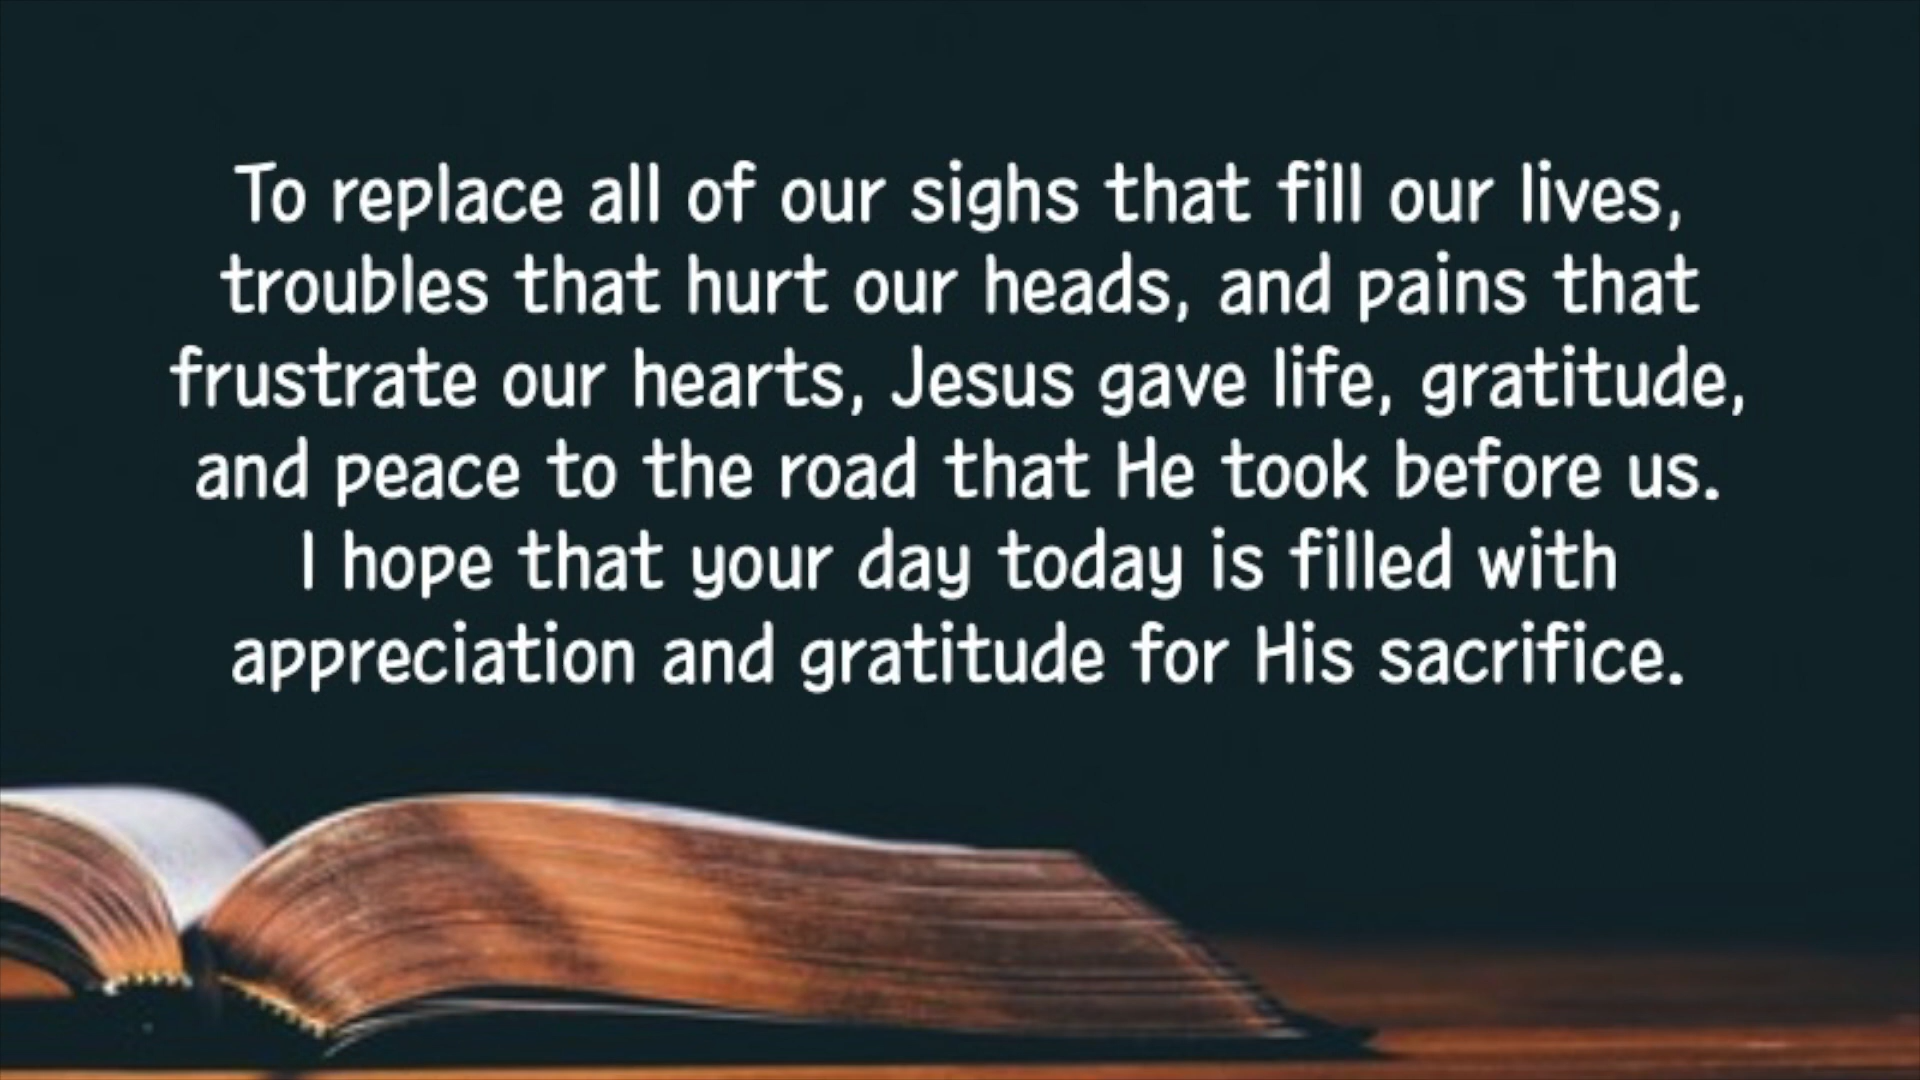 To replace all of our sighs that fill our lives,
troubles that hurt our heads, and pains that
frustrate our hearts, Jesus gave life, gratitude,
and peace to the road that He took before us.
I hope that your day today is filled with
appreciation and gratitude for His sacrifice.